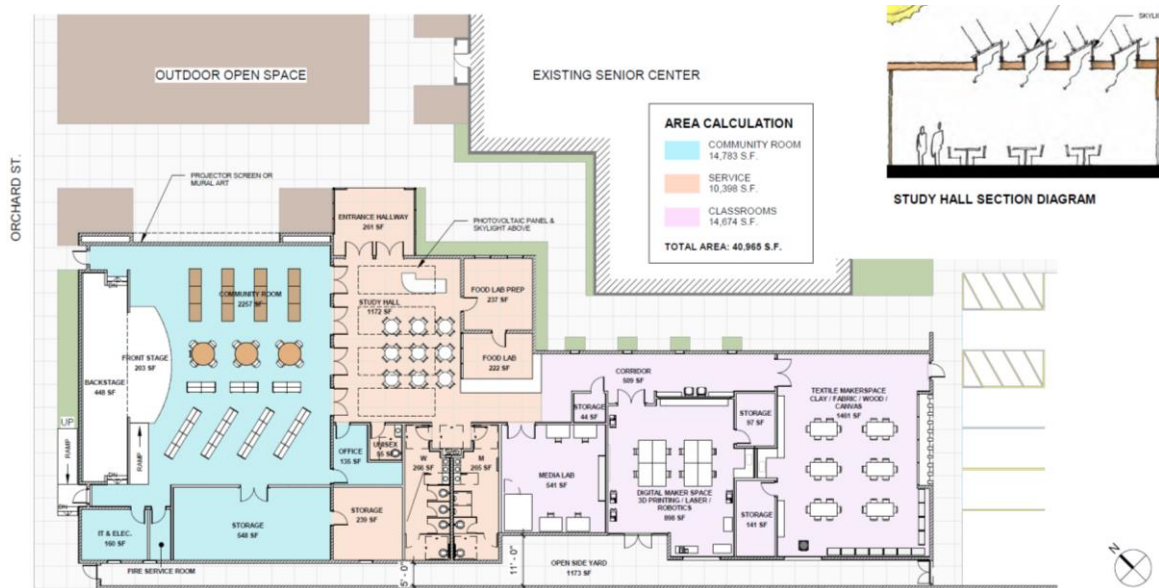 OUTDOOR OPEN SPACE
EXISTING SENIOR CENTER
ORCHARD ST.
PROJECTOR SCREEN OR
MURAL ART
AREA CALCULATION
COMMUNITY ROOM
14,783 S.F.
SERVICE
10,398 S.F.
CLASSROOMS
14,674 S.F.
TOTAL AREA: 40,965 S.F.
STUDY HALL SECTION DIAGRAM
ENTRANCE HALLWAY
261 SF
PHOTOVOLTAIC PANEL &
SKYLIGHT ABOVE
COMMUNITY ROOM
2257 SF
STUDY HALL
1172 SF
FOOD LAB PREP
237 SF
FOOD LAB
222 SF
FRONT STAGE
203 SF
BACKSTAGE
448 SF
CORRIDOR
509 SF
STORAGE
44 SF
STORAGE
97 SF
TEXTILE MAKERSPACE
CLAY / FABRIC / WOOD /
CANVAS
1401 SF
UP
RAMP
RAMP
DN
DN
OFFICE
135 SF
UNISEX
W
M
265 SF
MEDIA LAB
541 SF
DIGITAL MAKER SPACE
3D PRINTING / LASER /
ROBOTICS
898 SF
STORAGE
141 SF
IT & ELEC.
160 SF
STORAGE
548 SF
STORAGE
239 SF
FIRE SERVICE ROOM
5' - 0"
11' - 0"
OPEN SIDE YARD
1173 SF
N